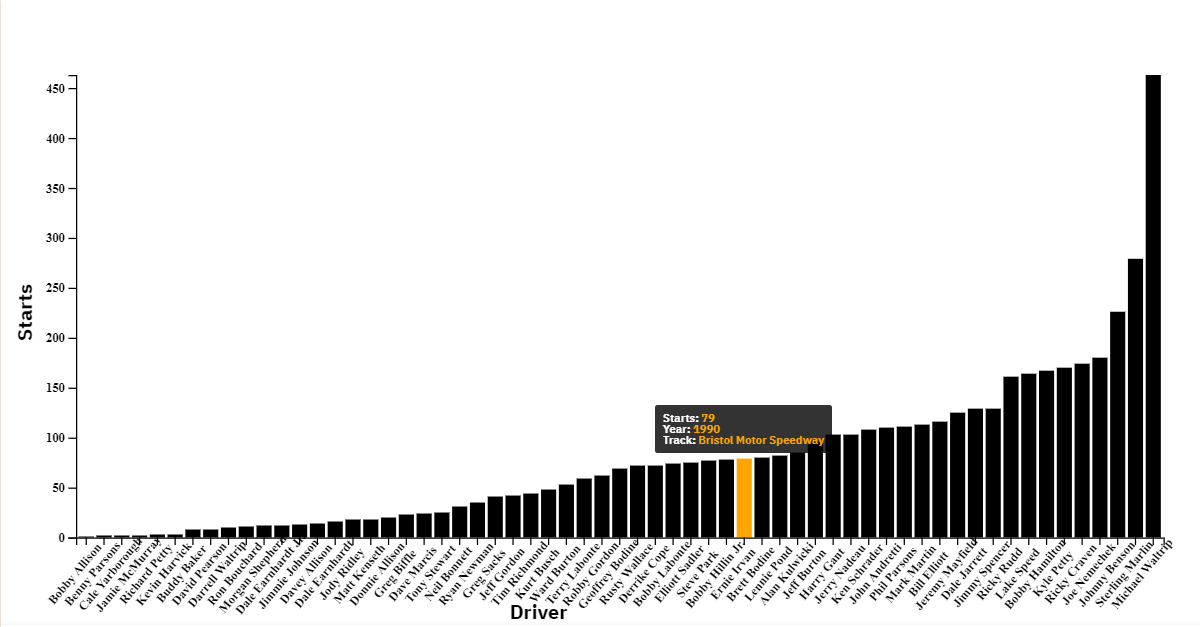 450
400
350
300
250
200
150
100
50
0
Starts
Starts: 79
Year: 1990
Track: Bristol Motor Speedway
Bobby Allison
Benny Parsons
Cale Yarborough
Jamie McMurray
Richard Petty
Kevin Harvick
Buddy Baker
David Pearson
Darrell Waltrip
Ron Bouchard
Morgan Shepherd
Dale Earnhardt Jr.
Jimmie Johnson
Davey Allison
Dale Earnhardt
Jody Ridley
Matt Kenseth
Donnie Allison
Greg Biffle
Dave Marcis
Tony Stewart
Neil Bonnett
Ryan Newman
Greg Sacks
Jeff Gordon
Tim Richmond
Kurt Busch
Ward Burton
Terry Labonte
Robby Gordon
Geoffrey Bodine
Rusty Wallace
Derrike Cope
Bobby Labonte
Elliott Sadler
Steve Park
Bobby Hillin Jr.
Ernie Irvan
Brett Bodine
Lennie Pond
Alan Kulwicki
Jeff Burton
Harry Gant
Jerry Nadeau
Ken Schrader
John Andretti
Phil Parsons
Mark Martin
Bill Elliott
Jeremy Mayfield
Dale Jarrett
Jimmy Spencer
Ricky Rudd
Lake Speed
Bobby Hamilton
Kyle Petty
Ricky Craven
Joe Nemechek
Johnny Benson
Sterling Marlin
Michael Waltrip
Driver